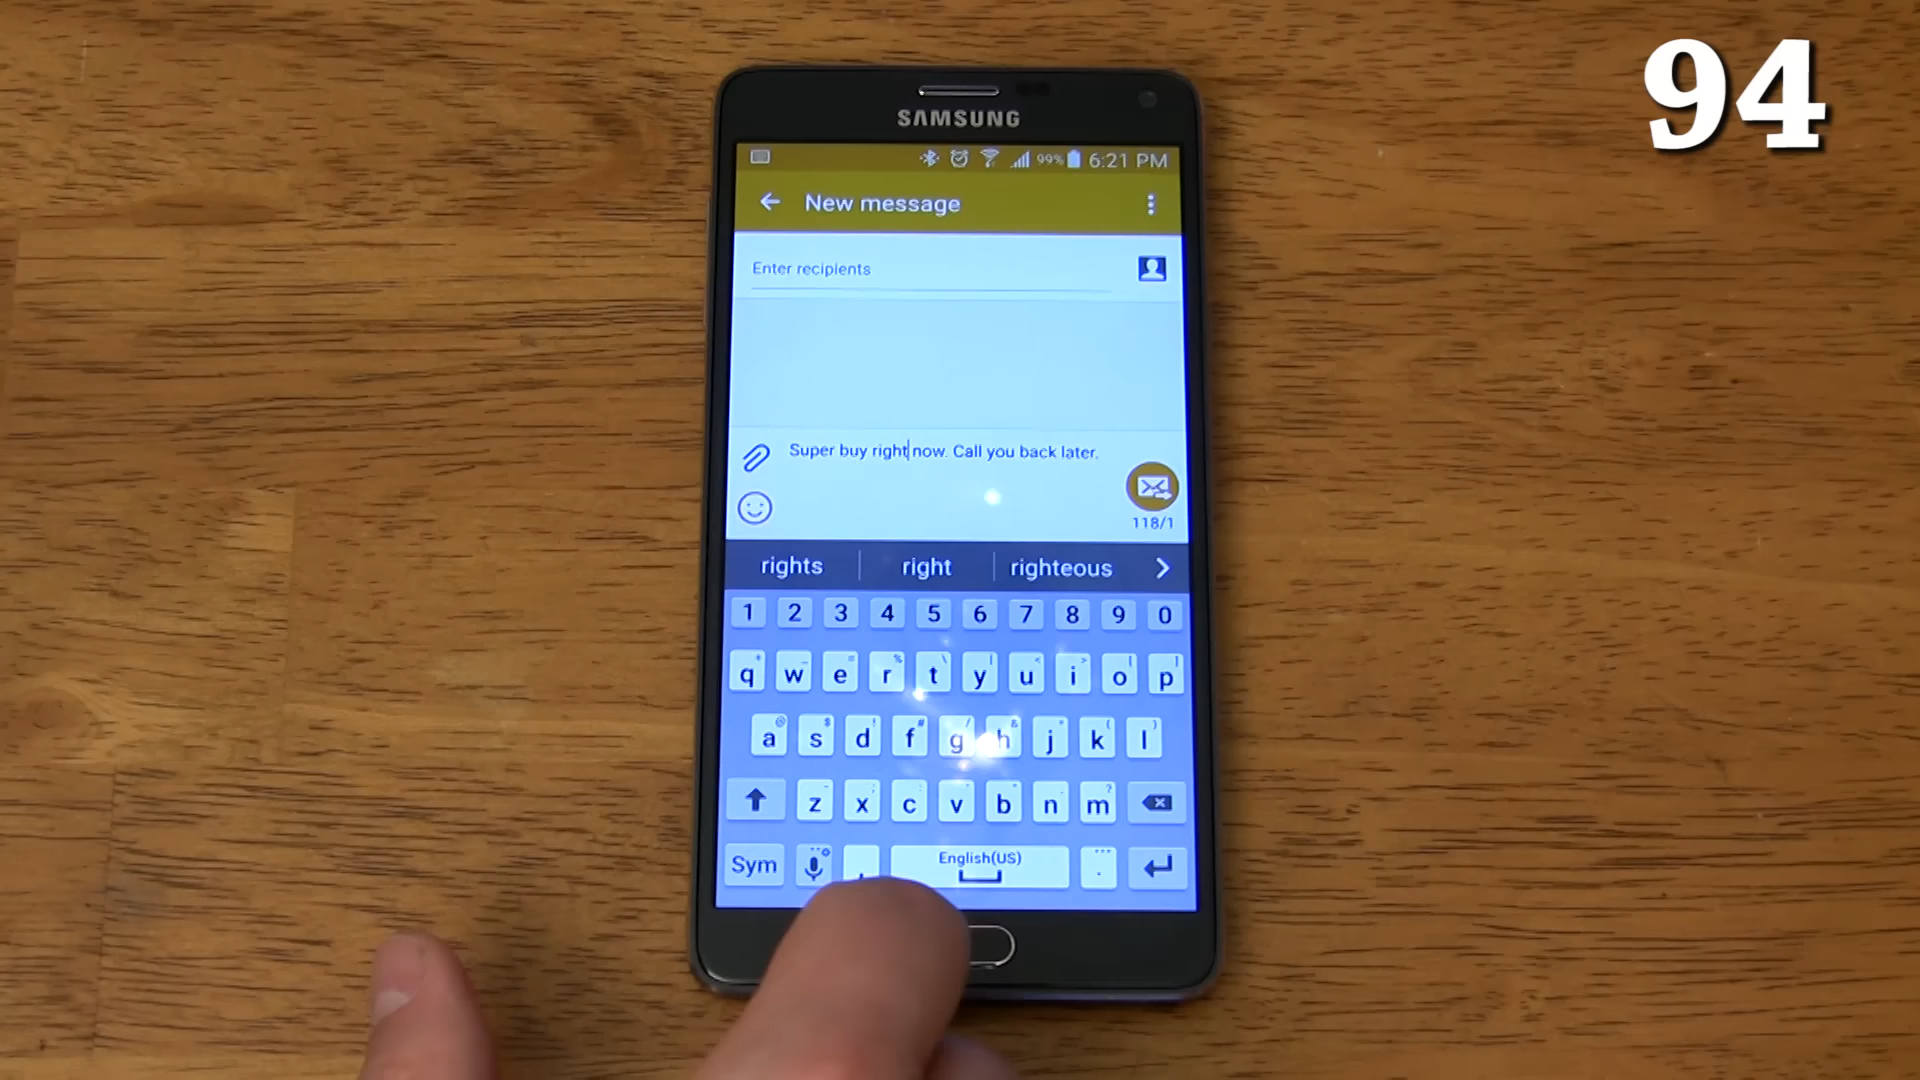 94
SAMSUNG
99% 6:21 PM
New message
Enter recipients
Super buy right now. Call you back later.
118/1
rights right righteous
1 2 3 4 5 6 7 8 9 0
q w e r t y u i o p
a s d f g h j k l
z x c v b n m
Sym , English(US) .